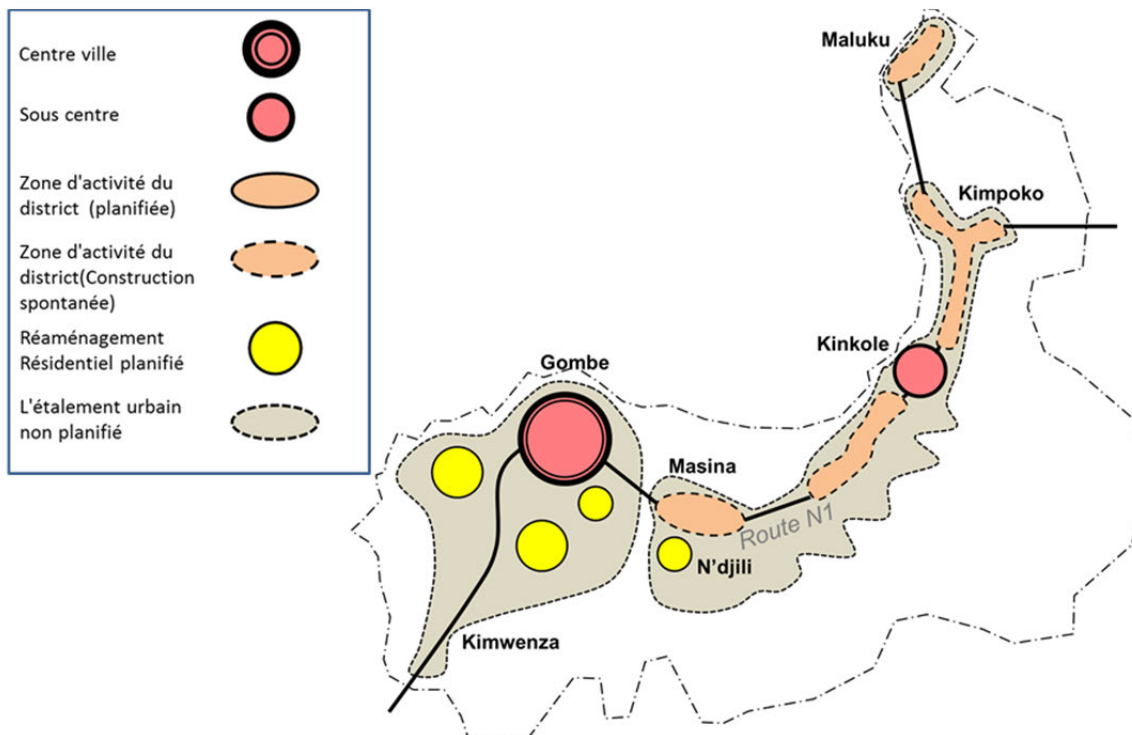 Centre ville
Sous centre
Zone d'activité du
district (planifiée)
Zone d'activité du
district(Construction
spontanée)
Réaménagement
Résidentiel planifié
L'étalement urbain
non planifié
Maluku
Kimpoko
Kinkole
Gombe
Masina
Route N1
N'djili
Kimwenza